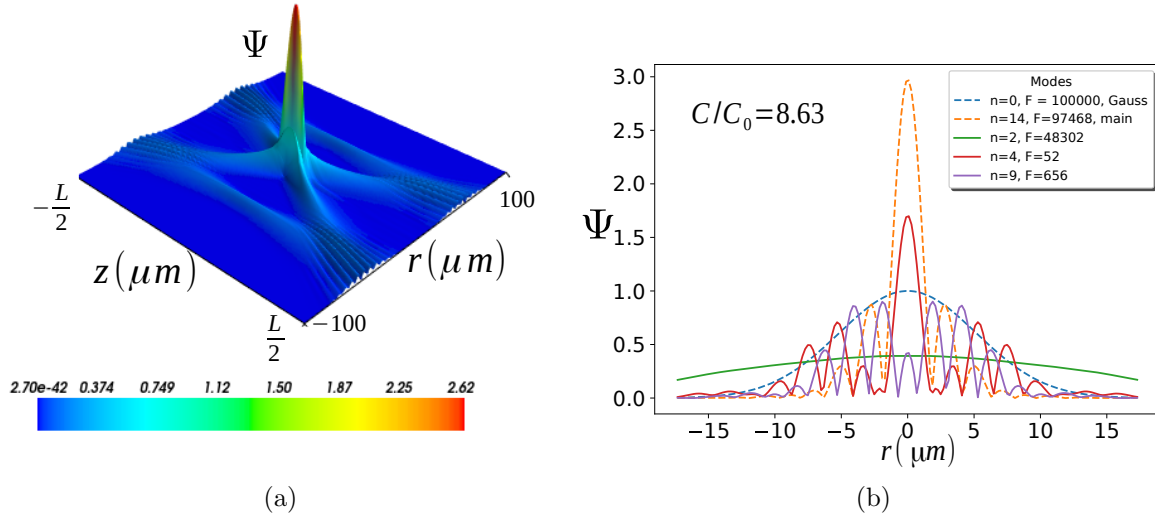 Ψ
−L/2
z(μm)
L/2
r(μm)
100
−100
2.70e-42 0.374 0.749 1.12 1.50 1.87 2.25 2.62
(a)
C/C₀=8.63
Modes
n=0, F = 100000, Gauss
n=14, F=97468, main
n=2, F=48302
n=4, F=52
n=9, F=656
3.0
2.5
2.0
Ψ
1.5
1.0
0.5
0.0
−15 −10 −5 0 5 10 15
r( μm)
(b)